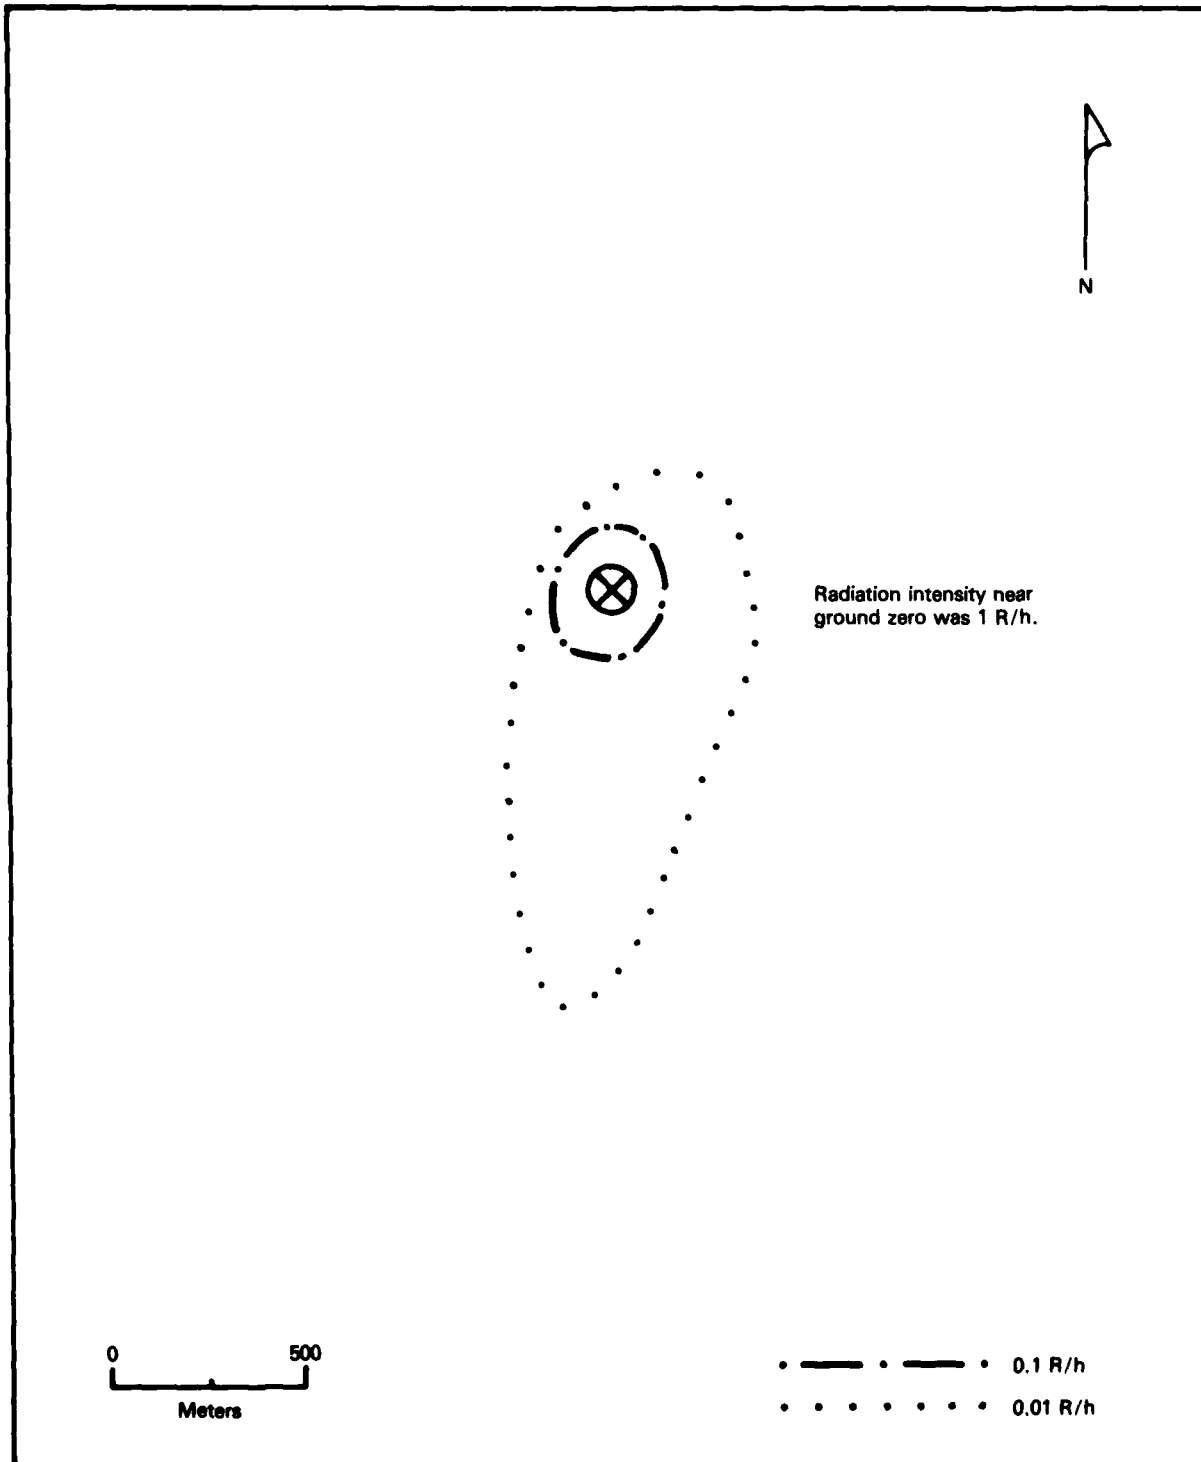 N
Radiation intensity near
ground zero was 1 R/h.
0 500
Meters
0.1 R/h
0.01 R/h